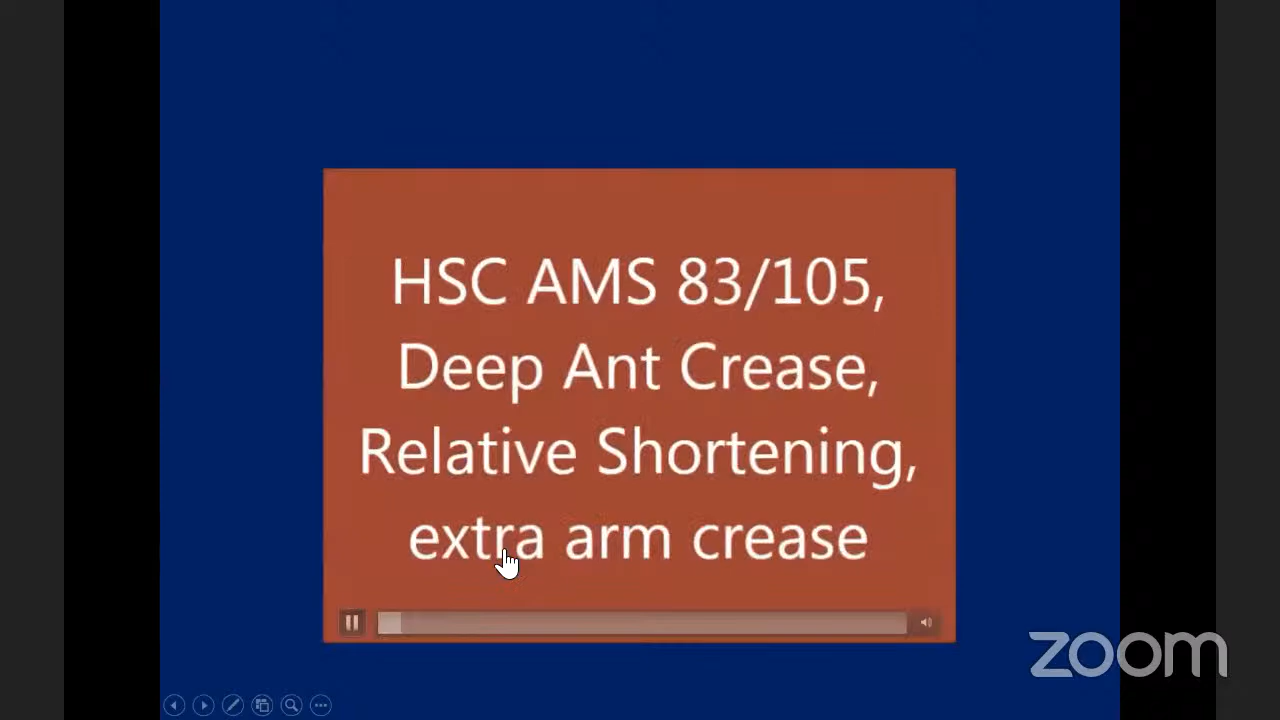 HSC AMS 83/105,
Deep Ant Crease,
Relative Shortening,
extra arm crease
zoom